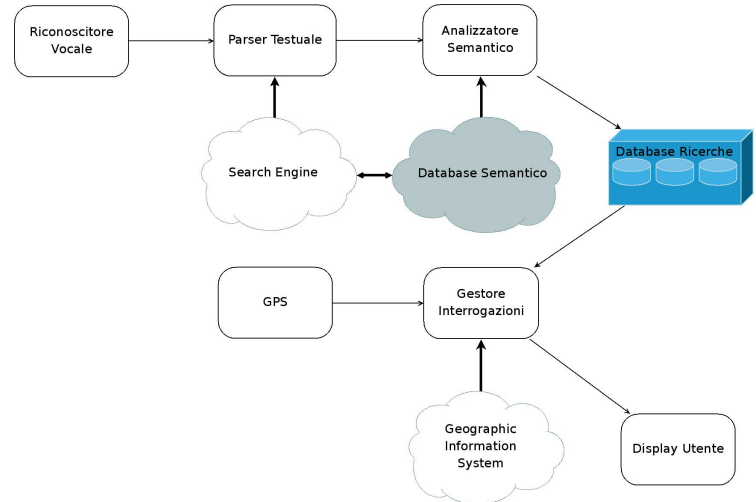 Riconoscitore
Vocale
Parser Testuale
Analizzatore
Semantico
Search Engine
Database Semantico
Database Ricerche
GPS
Gestore
Interrogazioni
Geographic
Information
System
Display Utente